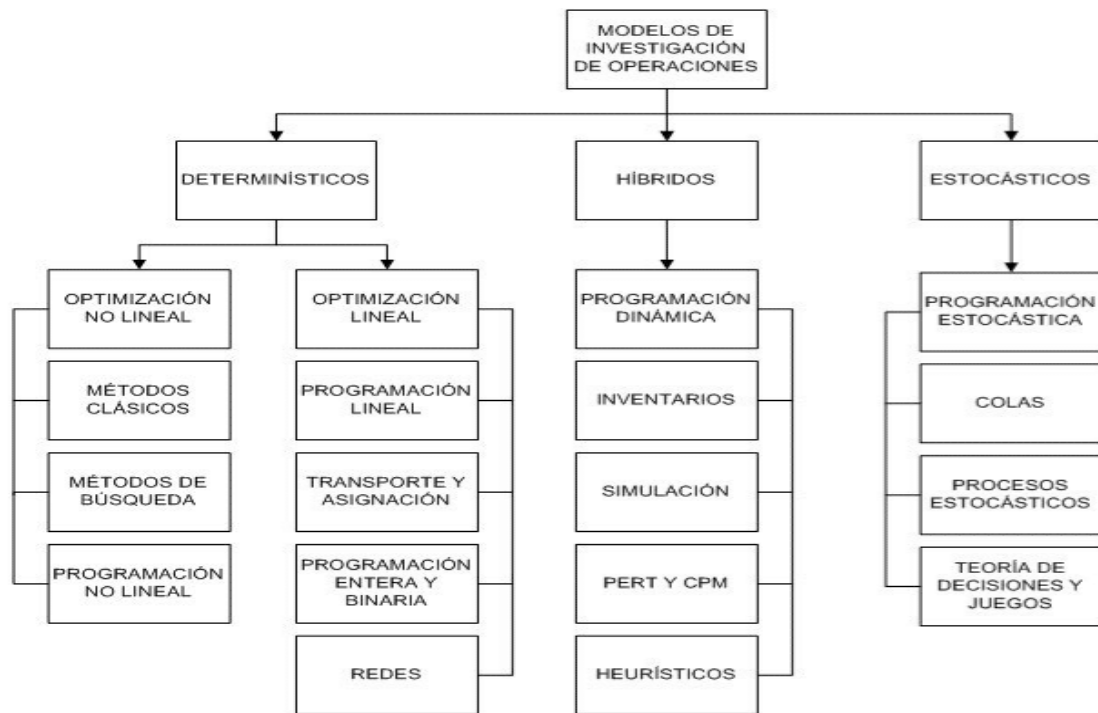 MODELOS DE
INVESTIGACIÓN
DE OPERACIONES
DETERMINÍSTICOS
HÍBRIDOS
ESTOCÁSTICOS
OPTIMIZACIÓN
NO LINEAL
OPTIMIZACIÓN
LINEAL
PROGRAMACIÓN
DINÁMICA
PROGRAMACIÓN
ESTOCÁSTICA
MÉTODOS
CLÁSICOS
PROGRAMACIÓN
LINEAL
INVENTARIOS
COLAS
MÉTODOS DE
BÚSQUEDA
TRANSPORTE Y
ASIGNACIÓN
SIMULACIÓN
PROCESOS
ESTOCÁSTICOS
PROGRAMACIÓN
NO LINEAL
PROGRAMACIÓN
ENTERA Y
BINARIA
PERT Y CPM
TEORÍA DE
DECISIONES Y
JUEGOS
REDES
HEURÍSTICOS